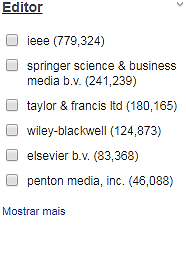 Editor
ieee (779,324)
springer science & business
media b.v. (241,239)
taylor & francis ltd (180,165)
wiley-blackwell (124,873)
elsevier b.v. (83,368)
penton media, inc. (46,088)
Mostrar mais